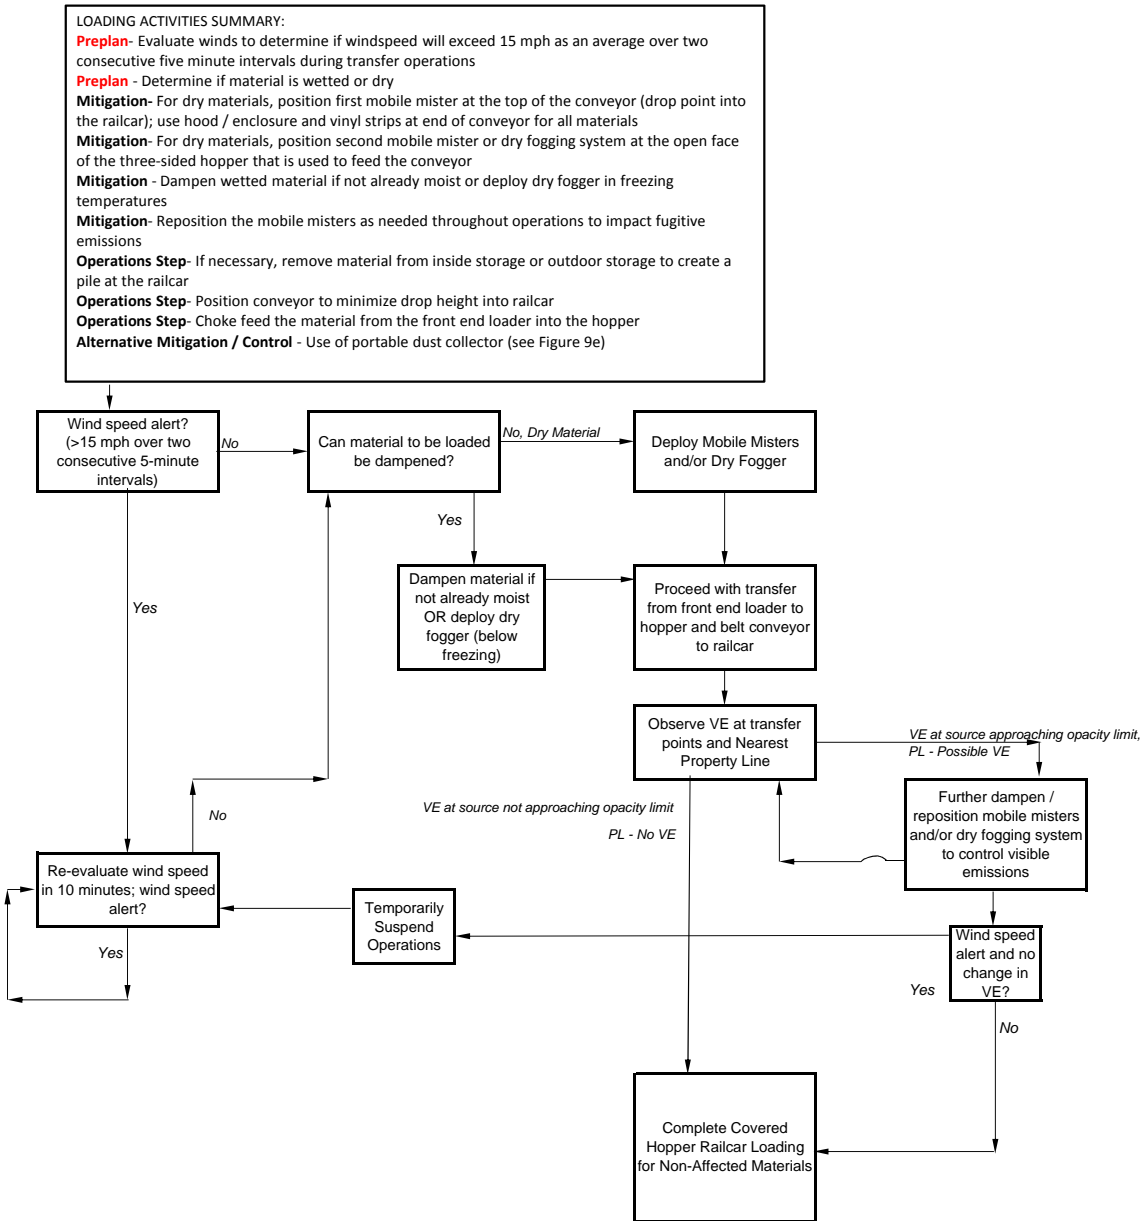 LOADING ACTIVITIES SUMMARY:
Preplan- Evaluate winds to determine if windspeed will exceed 15 mph as an average over two
consecutive five minute intervals during transfer operations
Preplan - Determine if material is wetted or dry
Mitigation- For dry materials, position first mobile mister at the top of the conveyor (drop point into
the railcar); use hood / enclosure and vinyl strips at end of conveyor for all materials
Mitigation- For dry materials, position second mobile mister or dry fogging system at the open face
of the three-sided hopper that is used to feed the conveyor
Mitigation - Dampen wetted material if not already moist or deploy dry fogger in freezing
temperatures
Mitigation- Reposition the mobile misters as needed throughout operations to impact fugitive
emissions
Operations Step- If necessary, remove material from inside storage or outdoor storage to create a
pile at the railcar
Operations Step- Position conveyor to minimize drop height into railcar
Operations Step- Choke feed the material from the front end loader into the hopper
Alternative Mitigation / Control - Use of portable dust collector (see Figure 9e)
Wind speed alert?
(>15 mph over two
consecutive 5-minute
intervals)
No
Can material to be loaded
be dampened?
No, Dry Material
Deploy Mobile Misters
and/or Dry Fogger
Yes
Yes
Dampen material if
not already moist
OR deploy dry
fogger (below
freezing)
Proceed with transfer
from front end loader to
hopper and belt conveyor
to railcar
Observe VE at transfer
points and Nearest
Property Line
VE at source approaching opacity limit,
PL - Possible VE
VE at source not approaching opacity limit
PL - No VE
Further dampen /
reposition mobile misters
and/or dry fogging system
to control visible
emissions
No
Re-evaluate wind speed
in 10 minutes; wind speed
alert?
Yes
Temporarily
Suspend
Operations
Wind speed
alert and no
change in
VE?
Yes
No
Complete Covered
Hopper Railcar Loading
for Non-Affected Materials